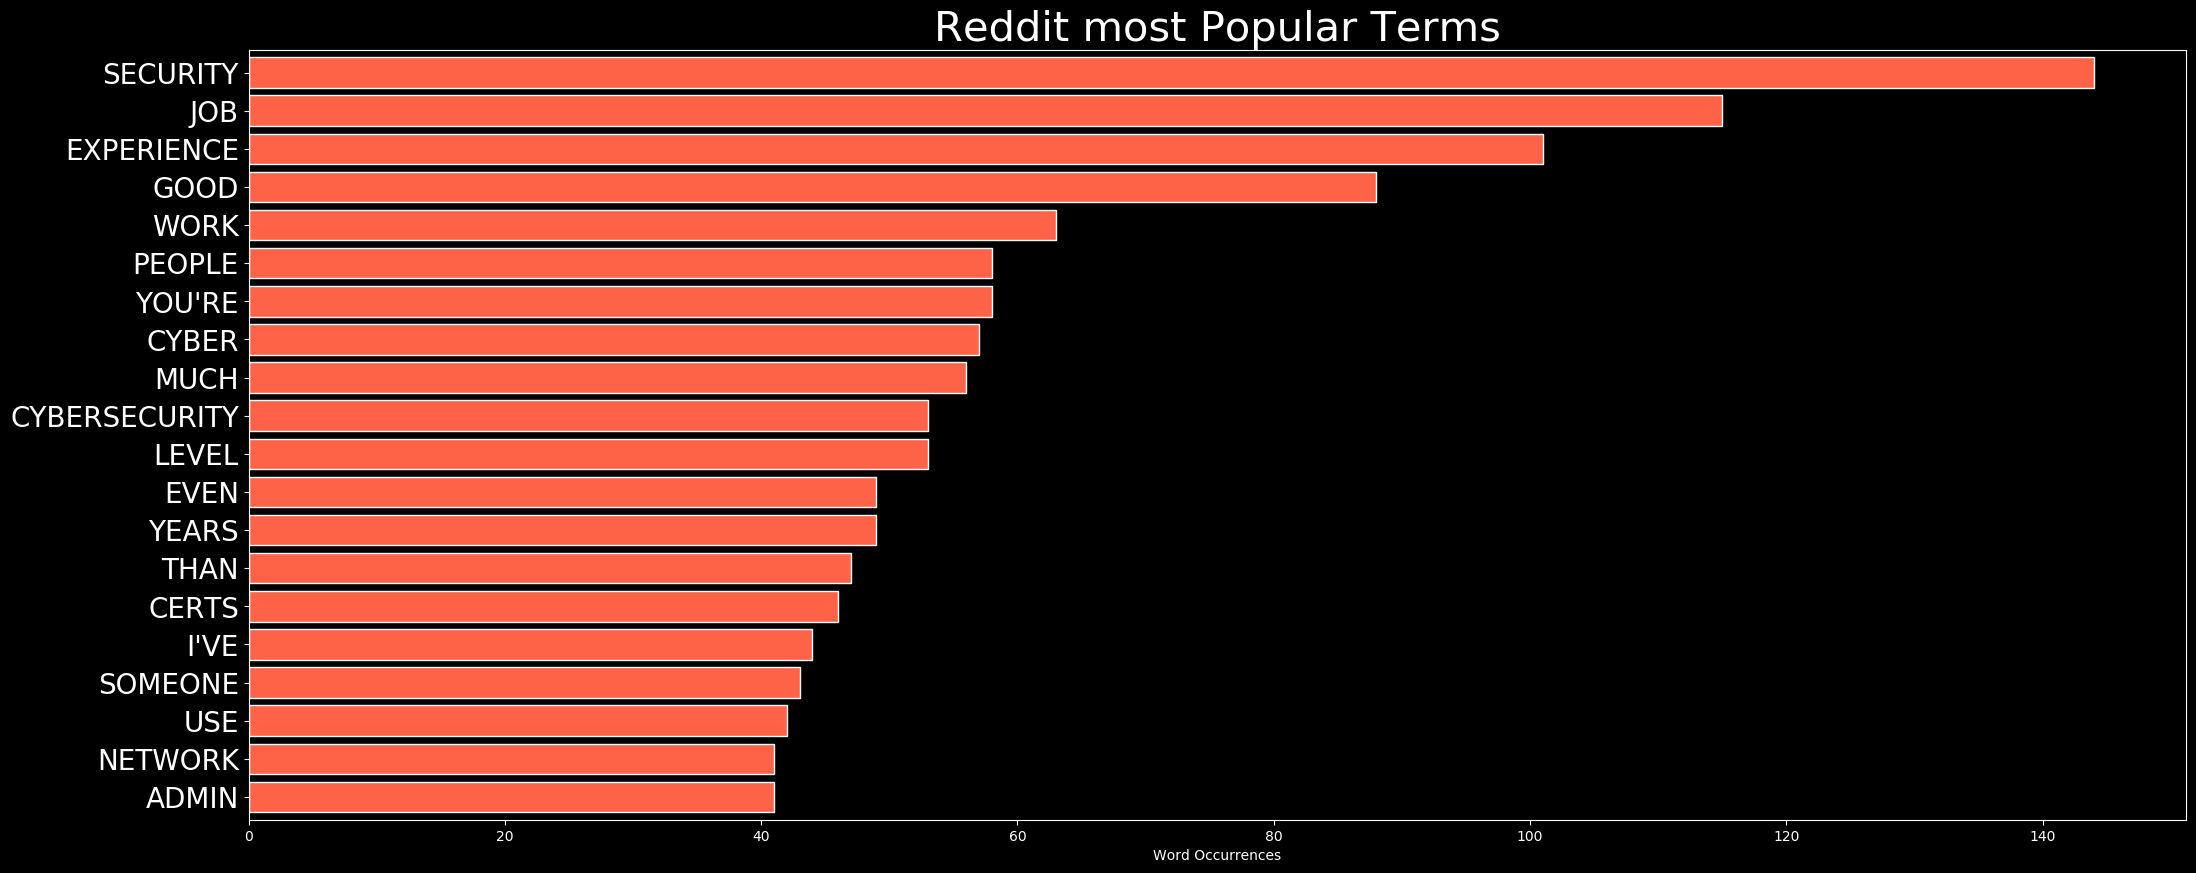 Reddit most Popular Terms
SECURITY
JOB
EXPERIENCE
GOOD
WORK
PEOPLE
YOU'RE
CYBER
MUCH
CYBERSECURITY
LEVEL
EVEN
YEARS
THAN
CERTS
I'VE
SOMEONE
USE
NETWORK
ADMIN
0 20 40 60 80 100 120 140
Word Occurrences